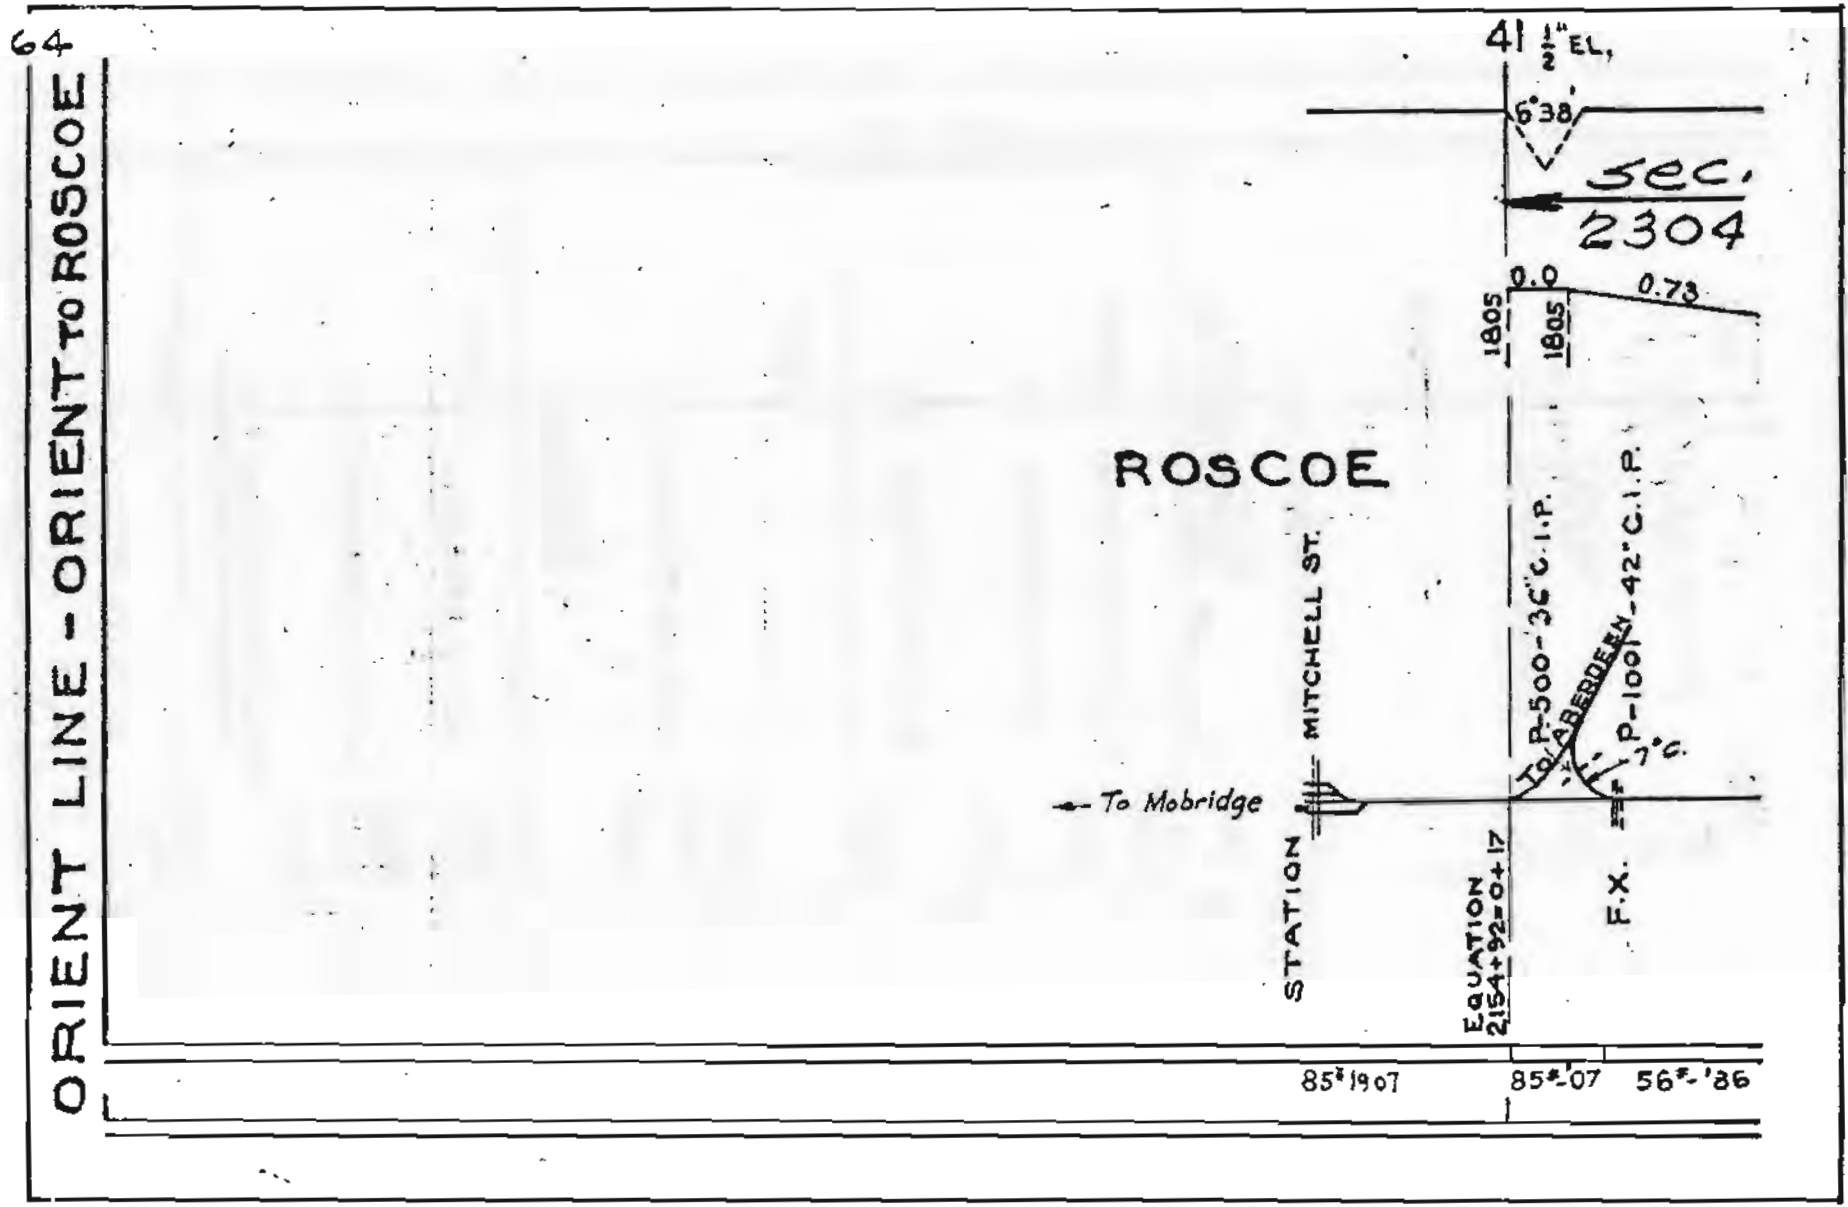 64
ORIENT LINE - ORIENT TO ROSCOE
41 1/2" EL.
6°38'
sec.
2304
0.0
0.73
1805
1805
ROSCOE
MITCHELL ST.
P-500-36" C.I.P.
To ABERDEEN
P-1001-42" C.I.P.
7°C.
← To Mobridge
STATION
EQUATION
2154+92=0+17
F.X.
85# 1907
85#-'07
56#-'86